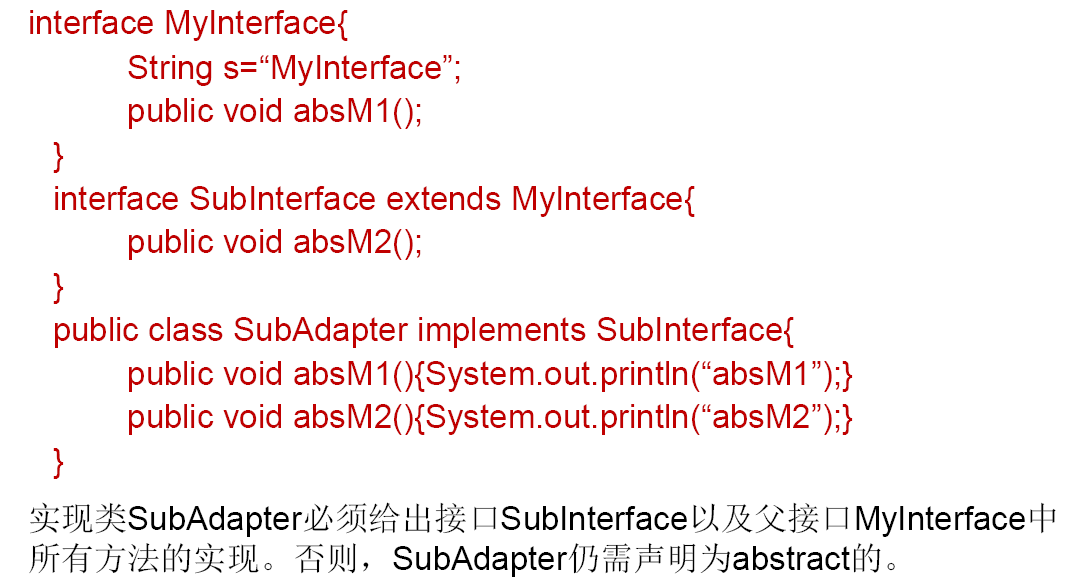 interface MyInterface{
String s=“MyInterface”;
public void absM1();
}
interface SubInterface extends MyInterface{
public void absM2();
}
public class SubAdapter implements SubInterface{
public void absM1(){System.out.println(“absM1”);}
public void absM2(){System.out.println(“absM2”);}
}
实现类SubAdapter必须给出接口SubInterface以及父接口MyInterface中
所有方法的实现。否则，SubAdapter仍需声明为abstract的。